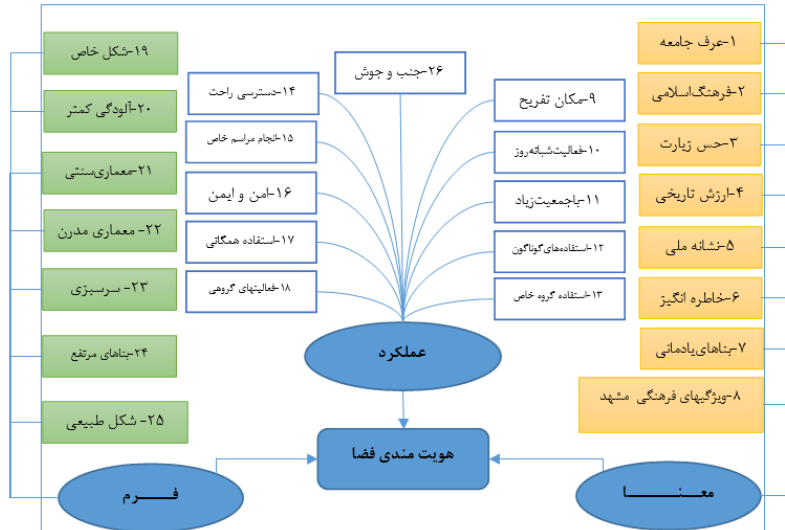 ۱-عرف جامعه
۲-فرهنگ‌اسلامی
۳- حس زیارت
۴- ارزش تاریخی
۵-نشانه ملی
۶- خاطره انگیز
۷- بناهای‌یادمانی
۸-ویژگیهای فرهنگی مشهد
معـــنـــــــــا
۹-مکان تفریح
۱۰-فعالیت‌شبانه‌روز
۱۱-باجمعیت‌زیاد
۱۲-استفاده‌های‌گوناگون
۱۳-استفاده گروه خاص
۲۶-جنب و جوش
۱۴-دسترسی راحت
۱۵-انجام مراسم خاص
۱۶-امن و ایمن
۱۷-استفاده همگانی
۱۸-فعالیتهای گروهی
عملکرد
هویت مندی فضا
۱۹-شکل خاص
۲۰-آلودگی کمتر
۲۱-معماری‌سنتی
۲۲- معماری مدرن
۲۳- سرسبزی
۲۴-بناهای مرتفع
۲۵- شکل طبیعی
فـــــــرم